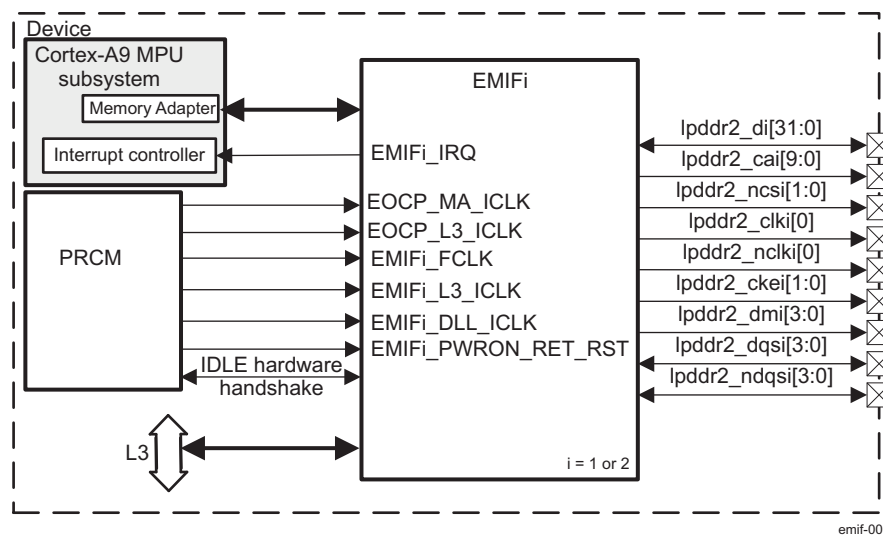 Device
Cortex-A9 MPU
subsystem
Memory Adapter
Interrupt controller
PRCM
IDLE hardware
handshake
L3
EMIFi
EMIFi_IRQ
EOCP_MA_ICLK
EOCP_L3_ICLK
EMIFi_FCLK
EMIFi_L3_ICLK
EMIFi_DLL_ICLK
EMIFi_PWRON_RET_RST
i = 1 or 2
lpddr2_di[31:0]
lpddr2_cai[9:0]
lpddr2_ncsi[1:0]
lpddr2_clki[0]
lpddr2_nclki[0]
lpddr2_ckei[1:0]
lpddr2_dmi[3:0]
lpddr2_dqsi[3:0]
lpddr2_ndqsi[3:0]
emif-00